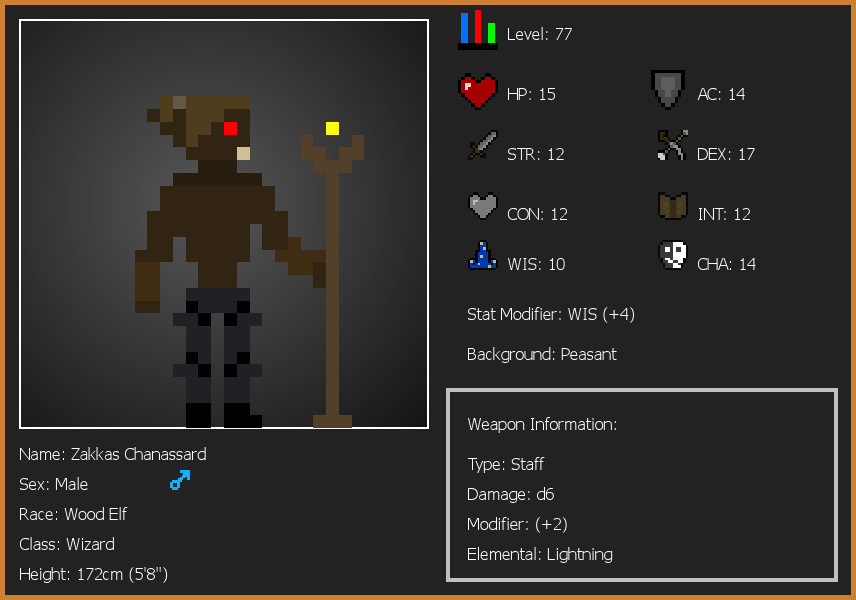 Level: 77
HP: 15
AC: 14
STR: 12
DEX: 17
CON: 12
INT: 12
WIS: 10
CHA: 14
Stat Modifier: WIS (+4)
Background: Peasant
Weapon Information:
Type: Staff
Damage: d6
Modifier: (+2)
Elemental: Lightning
Name: Zakkas Chanassard
Sex: Male
Race: Wood Elf
Class: Wizard
Height: 172cm (5'8")